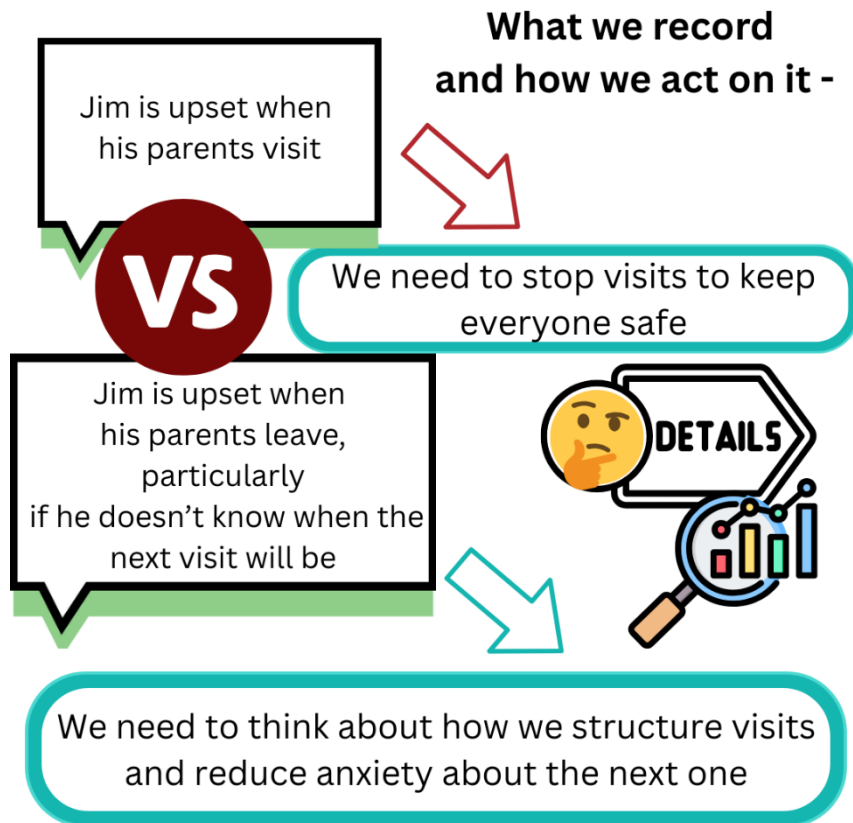 What we record
and how we act on it -
Jim is upset when
his parents visit
VS
We need to stop visits to keep
everyone safe
Jim is upset when
his parents leave,
particularly
if he doesn’t know when the
next visit will be
DETAILS
We need to think about how we structure visits
and reduce anxiety about the next one